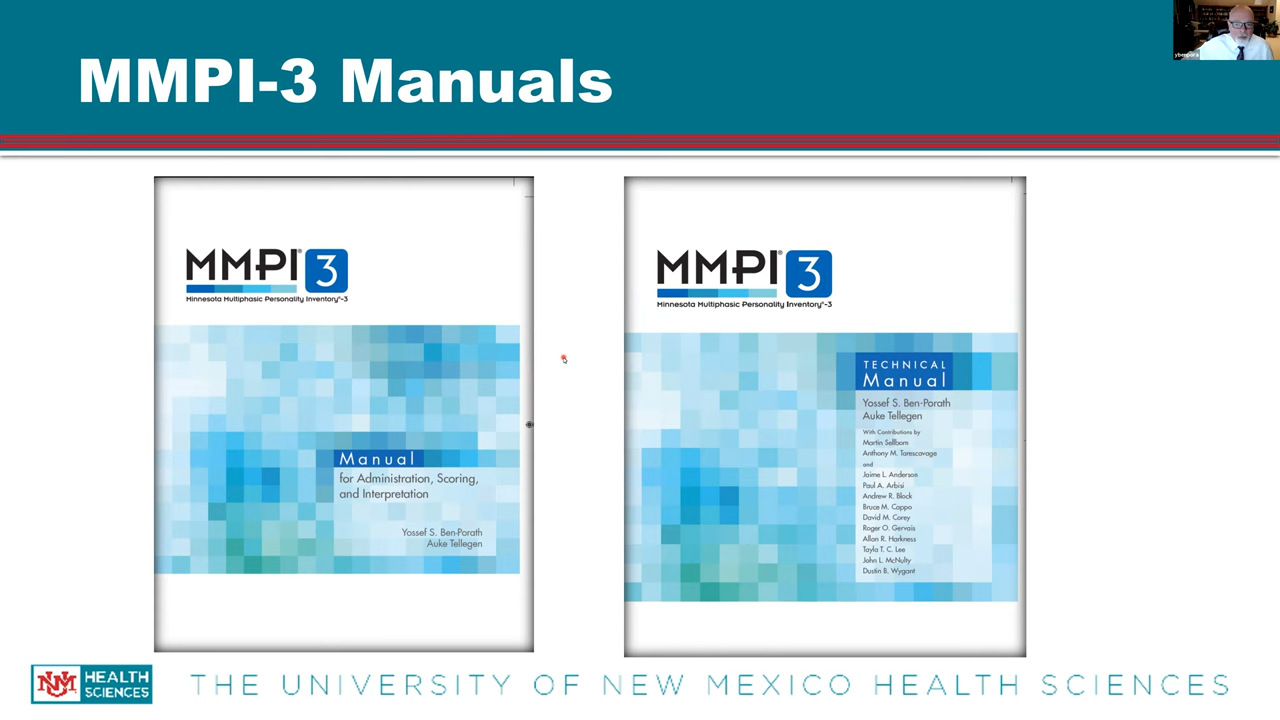 MMPI-3 Manuals
MMPI® 3
Minnesota Multiphasic Personality Inventory®-3
Manual
for Administration, Scoring,
and Interpretation
Yossef S. Ben-Porath
Auke Tellegen
MMPI® 3
Minnesota Multiphasic Personality Inventory®-3
TECHNICAL
Manual
Yossef S. Ben-Porath
Auke Tellegen
With Contributions by
Martin Sellbom
Anthony M. Tarescavage
and
Jaime L. Anderson
Paul A. Arbisi
Andrew R. Block
Bruce M. Cappo
David M. Corey
Roger O. Gervais
Allan R. Harkness
Tayla T. C. Lee
John L. McNulty
Dustin B. Wygant
UNM HEALTH
SCIENCES
THE UNIVERSITY OF NEW MEXICO HEALTH SCIENCES